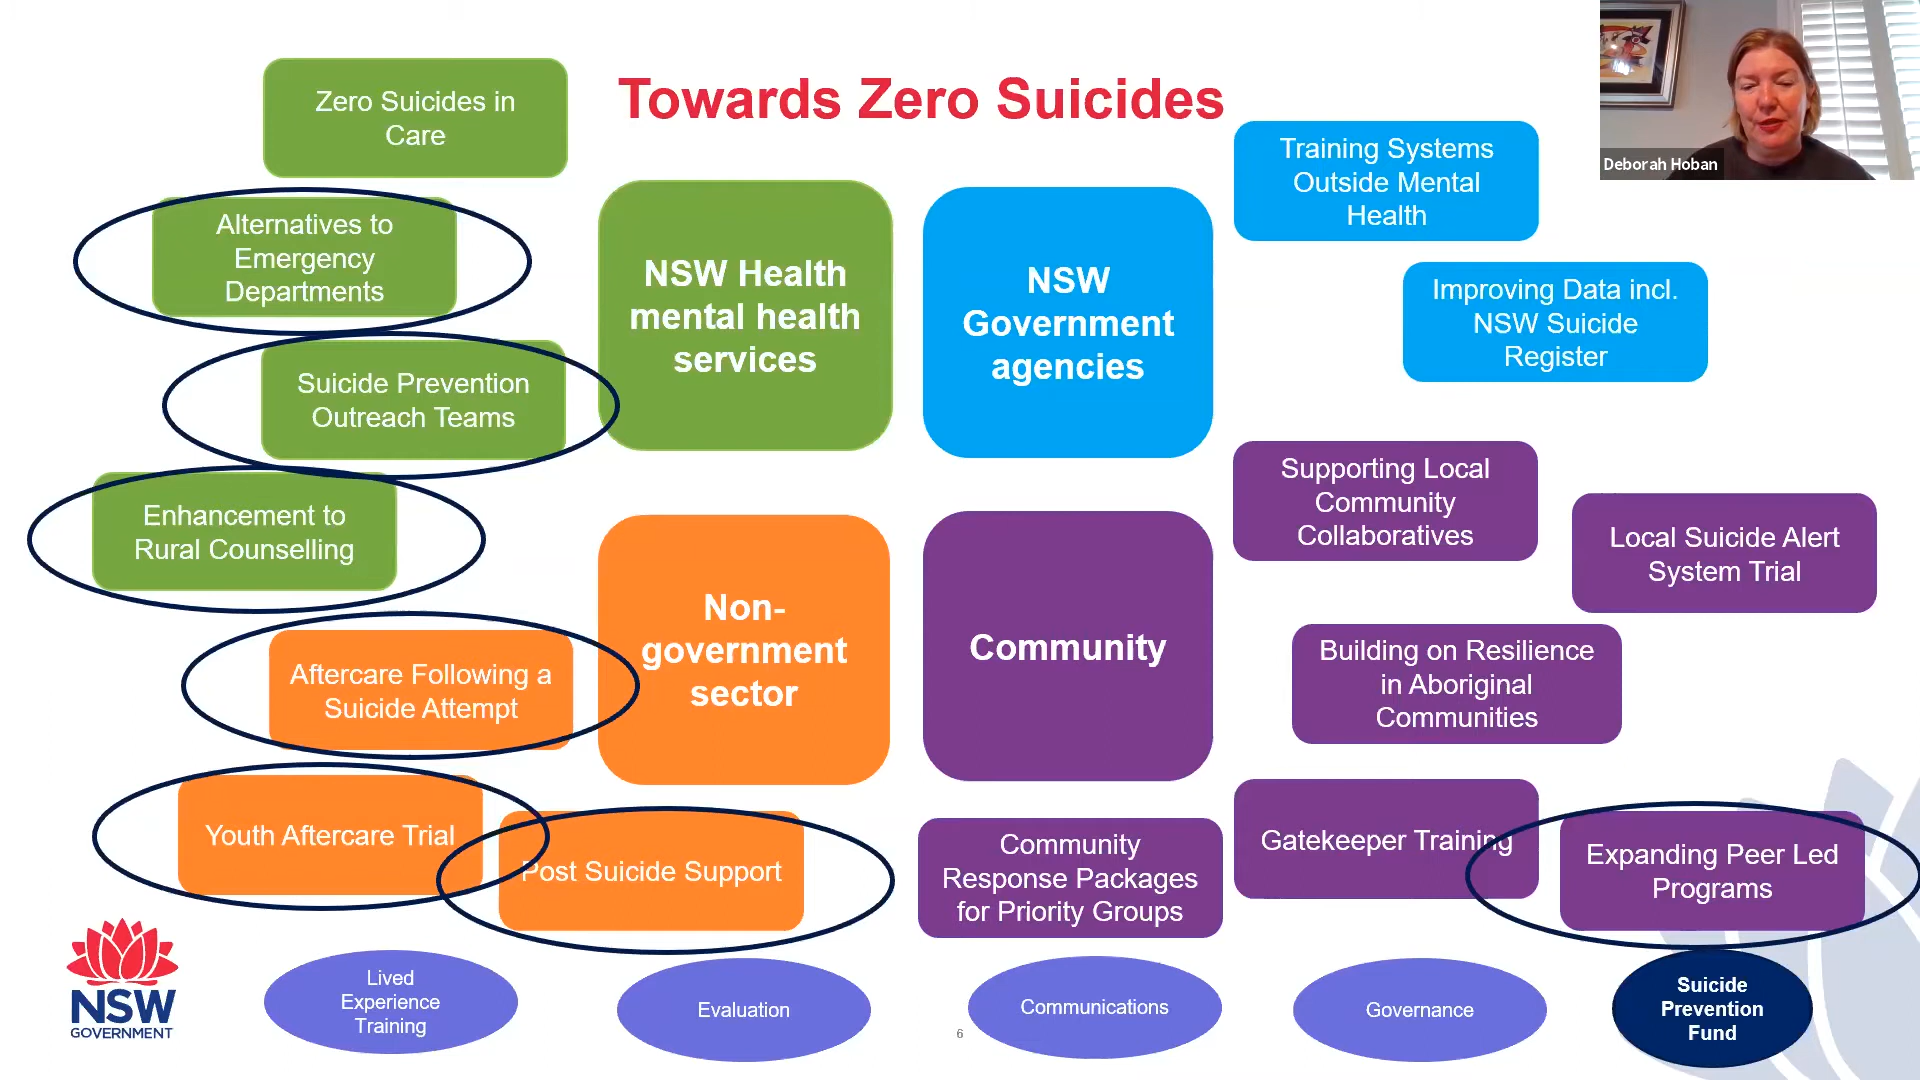 Towards Zero Suicides
Zero Suicides in
Care
Alternatives to
Emergency
Departments
Suicide Prevention
Outreach Teams
Enhancement to
Rural Counselling
NSW Health
mental health
services
NSW
Government
agencies
Training Systems
Outside Mental
Health
Improving Data incl.
NSW Suicide
Register
Deborah Hoban
Aftercare Following a
Suicide Attempt
Youth Aftercare Trial
Post Suicide Support
Non-
government
sector
Community
Supporting Local
Community
Collaboratives
Local Suicide Alert
System Trial
Building on Resilience
in Aboriginal
Communities
Community
Response Packages
for Priority Groups
Gatekeeper Training
Expanding Peer Led
Programs
NSW
GOVERNMENT
Lived
Experience
Training
Evaluation
6
Communications
Governance
Suicide
Prevention
Fund